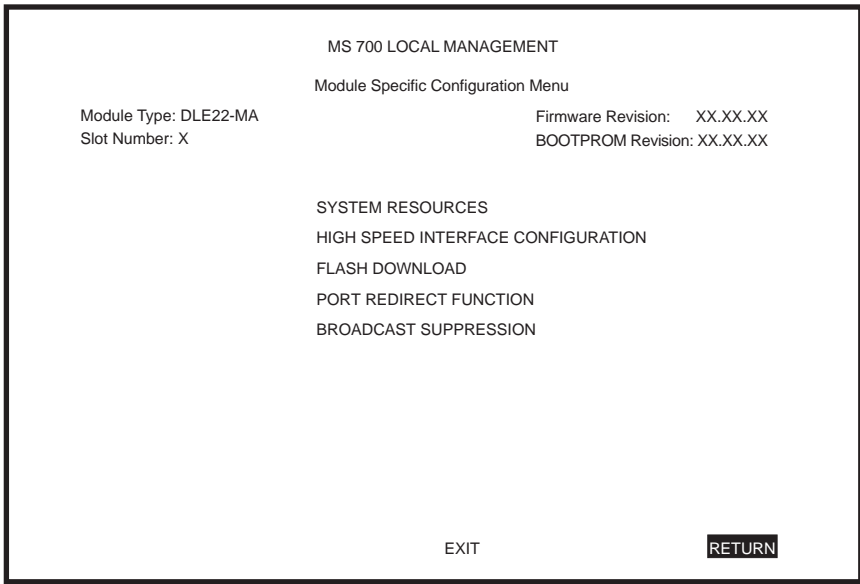 MS 700 LOCAL MANAGEMENT
Module Specific Configuration Menu
Module Type: DLE22-MA
Firmware Revision: XX.XX.XX
Slot Number: X
BOOTPROM Revision: XX.XX.XX
SYSTEM RESOURCES
HIGH SPEED INTERFACE CONFIGURATION
FLASH DOWNLOAD
PORT REDIRECT FUNCTION
BROADCAST SUPPRESSION
EXIT
RETURN